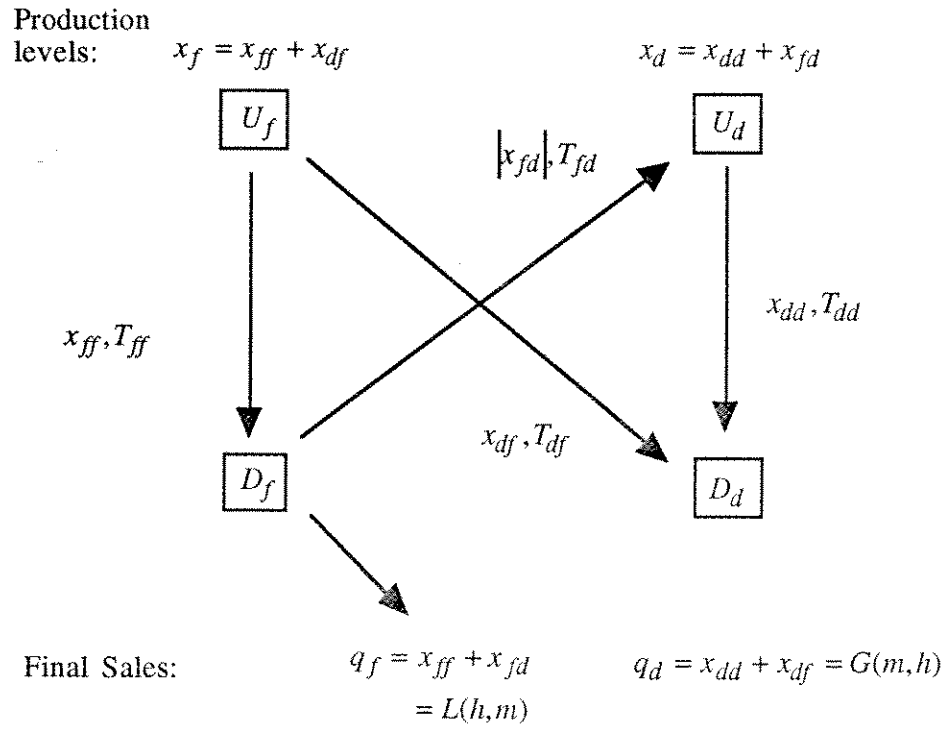 Production
levels:
x_f = x_ff + x_df
x_d = x_dd + x_fd
U_f
U_d
|x_fd|, T_fd
x_ff, T_ff
x_dd, T_dd
x_df, T_df
D_f
D_d
Final Sales:
q_f = x_ff + x_fd
= L(h,m)
q_d = x_dd + x_df = G(m,h)